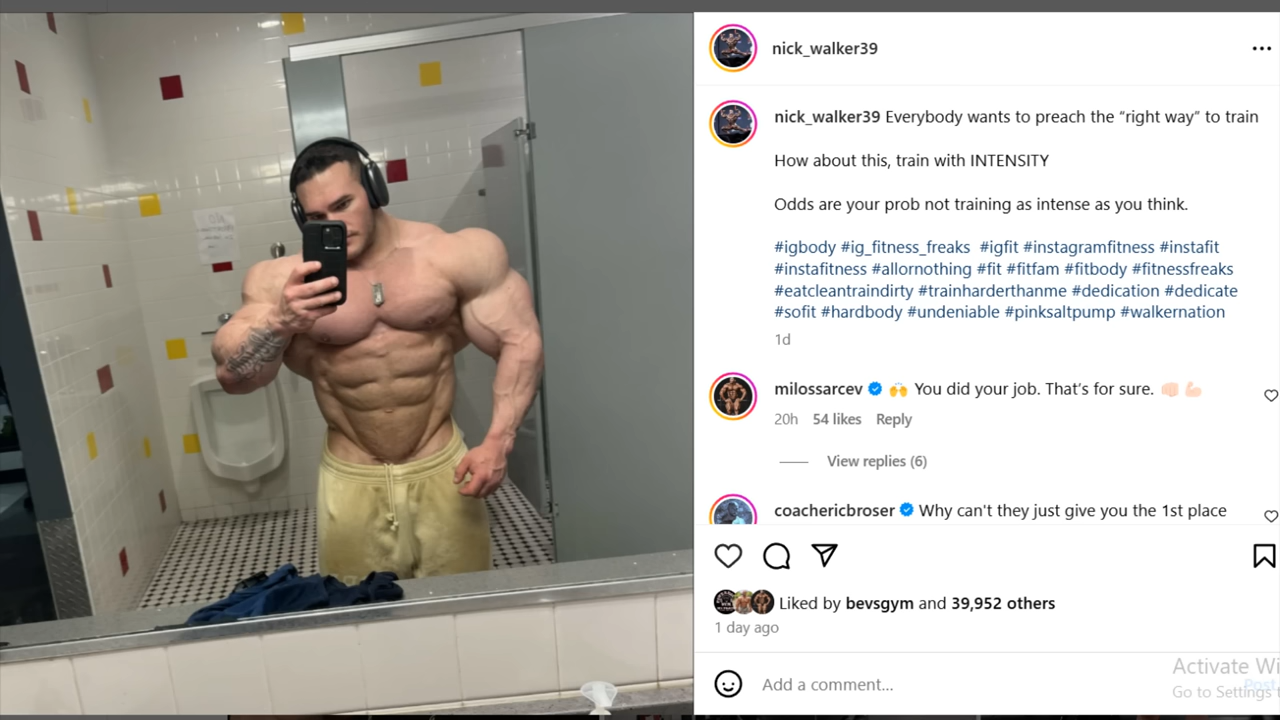 nick_walker39
nick_walker39 Everybody wants to preach the “right way” to train
How about this, train with INTENSITY
Odds are your prob not training as intense as you think.
#igbody #ig_fitness_freaks #igfit #instagramfitness #instafit
#instafitness #allornothing #fit #fitfam #fitbody #fitnessfreaks
#eatcleantraindirty #trainharderthanme #dedication #dedicate
#sofit #hardbody #undeniable #pinksaltpump #walkernation
1d
milossarcev 🙌 You did your job. That’s for sure. 👊🏻 💪🏻
20h 54 likes Reply
View replies (6)
coachericbroser Why can't they just give you the 1st place
Liked by bevsgym and 39,952 others
1 day ago
Add a comment...
Activate Wi
Post
Go to Settings t